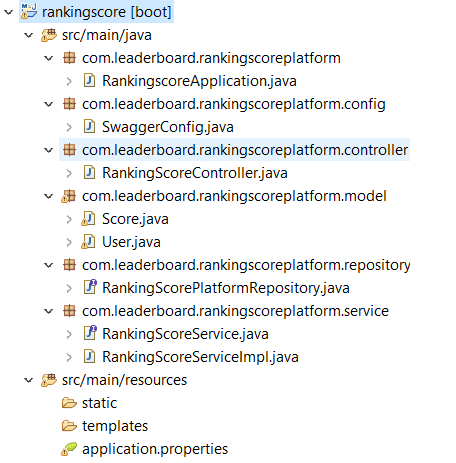 rankingscore [boot]
src/main/java
com.leaderboard.rankingscoreplatform
RankingscoreApplication.java
com.leaderboard.rankingscoreplatform.config
SwaggerConfig.java
com.leaderboard.rankingscoreplatform.controller
RankingScoreController.java
com.leaderboard.rankingscoreplatform.model
Score.java
User.java
com.leaderboard.rankingscoreplatform.repository
RankingScorePlatformRepository.java
com.leaderboard.rankingscoreplatform.service
RankingScoreService.java
RankingScoreServiceImpl.java
src/main/resources
static
templates
application.properties